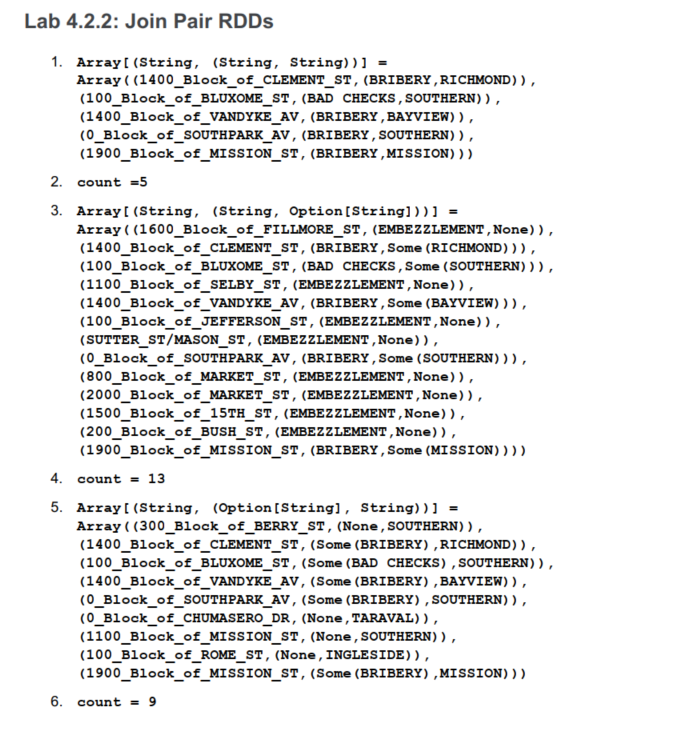 Lab 4.2.2: Join Pair RDDs
1. Array[(String, (String, String))] =
Array((1400_Block_of_CLEMENT_ST,(BRIBERY,RICHMOND)),
(100_Block_of_BLUXOME_ST,(BAD CHECKS,SOUTHERN)),
(1400_Block_of_VANDYKE_AV,(BRIBERY,BAYVIEW)),
(0_Block_of_SOUTHPARK_AV,(BRIBERY,SOUTHERN)),
(1900_Block_of_MISSION_ST,(BRIBERY,MISSION)))
2. count =5
3. Array[(String, (String, Option[String]))] =
Array((1600_Block_of_FILLMORE_ST,(EMBEZZLEMENT,None)),
(1400_Block_of_CLEMENT_ST,(BRIBERY,Some(RICHMOND))),
(100_Block_of_BLUXOME_ST,(BAD CHECKS,Some(SOUTHERN))),
(1100_Block_of_SELBY_ST,(EMBEZZLEMENT,None)),
(1400_Block_of_VANDYKE_AV,(BRIBERY,Some(BAYVIEW))),
(100_Block_of_JEFFERSON_ST,(EMBEZZLEMENT,None)),
(SUTTER_ST/MASON_ST,(EMBEZZLEMENT,None)),
(0_Block_of_SOUTHPARK_AV,(BRIBERY,Some(SOUTHERN))),
(800_Block_of_MARKET_ST,(EMBEZZLEMENT,None)),
(2000_Block_of_MARKET_ST,(EMBEZZLEMENT,None)),
(1500_Block_of_15TH_ST,(EMBEZZLEMENT,None)),
(200_Block_of_BUSH_ST,(EMBEZZLEMENT,None)),
(1900_Block_of_MISSION_ST,(BRIBERY,Some(MISSION))))
4. count = 13
5. Array[(String, (Option[String], String))] =
Array((300_Block_of_BERRY_ST,(None,SOUTHERN)),
(1400_Block_of_CLEMENT_ST,(Some(BRIBERY),RICHMOND)),
(100_Block_of_BLUXOME_ST,(Some(BAD CHECKS),SOUTHERN)),
(1400_Block_of_VANDYKE_AV,(Some(BRIBERY),BAYVIEW)),
(0_Block_of_SOUTHPARK_AV,(Some(BRIBERY),SOUTHERN)),
(0_Block_of_CHUMASERO_DR,(None,TARAVAL)),
(1100_Block_of_MISSION_ST,(None,SOUTHERN)),
(100_Block_of_ROME_ST,(None,INGLESIDE)),
(1900_Block_of_MISSION_ST,(Some(BRIBERY),MISSION)))
6. count = 9